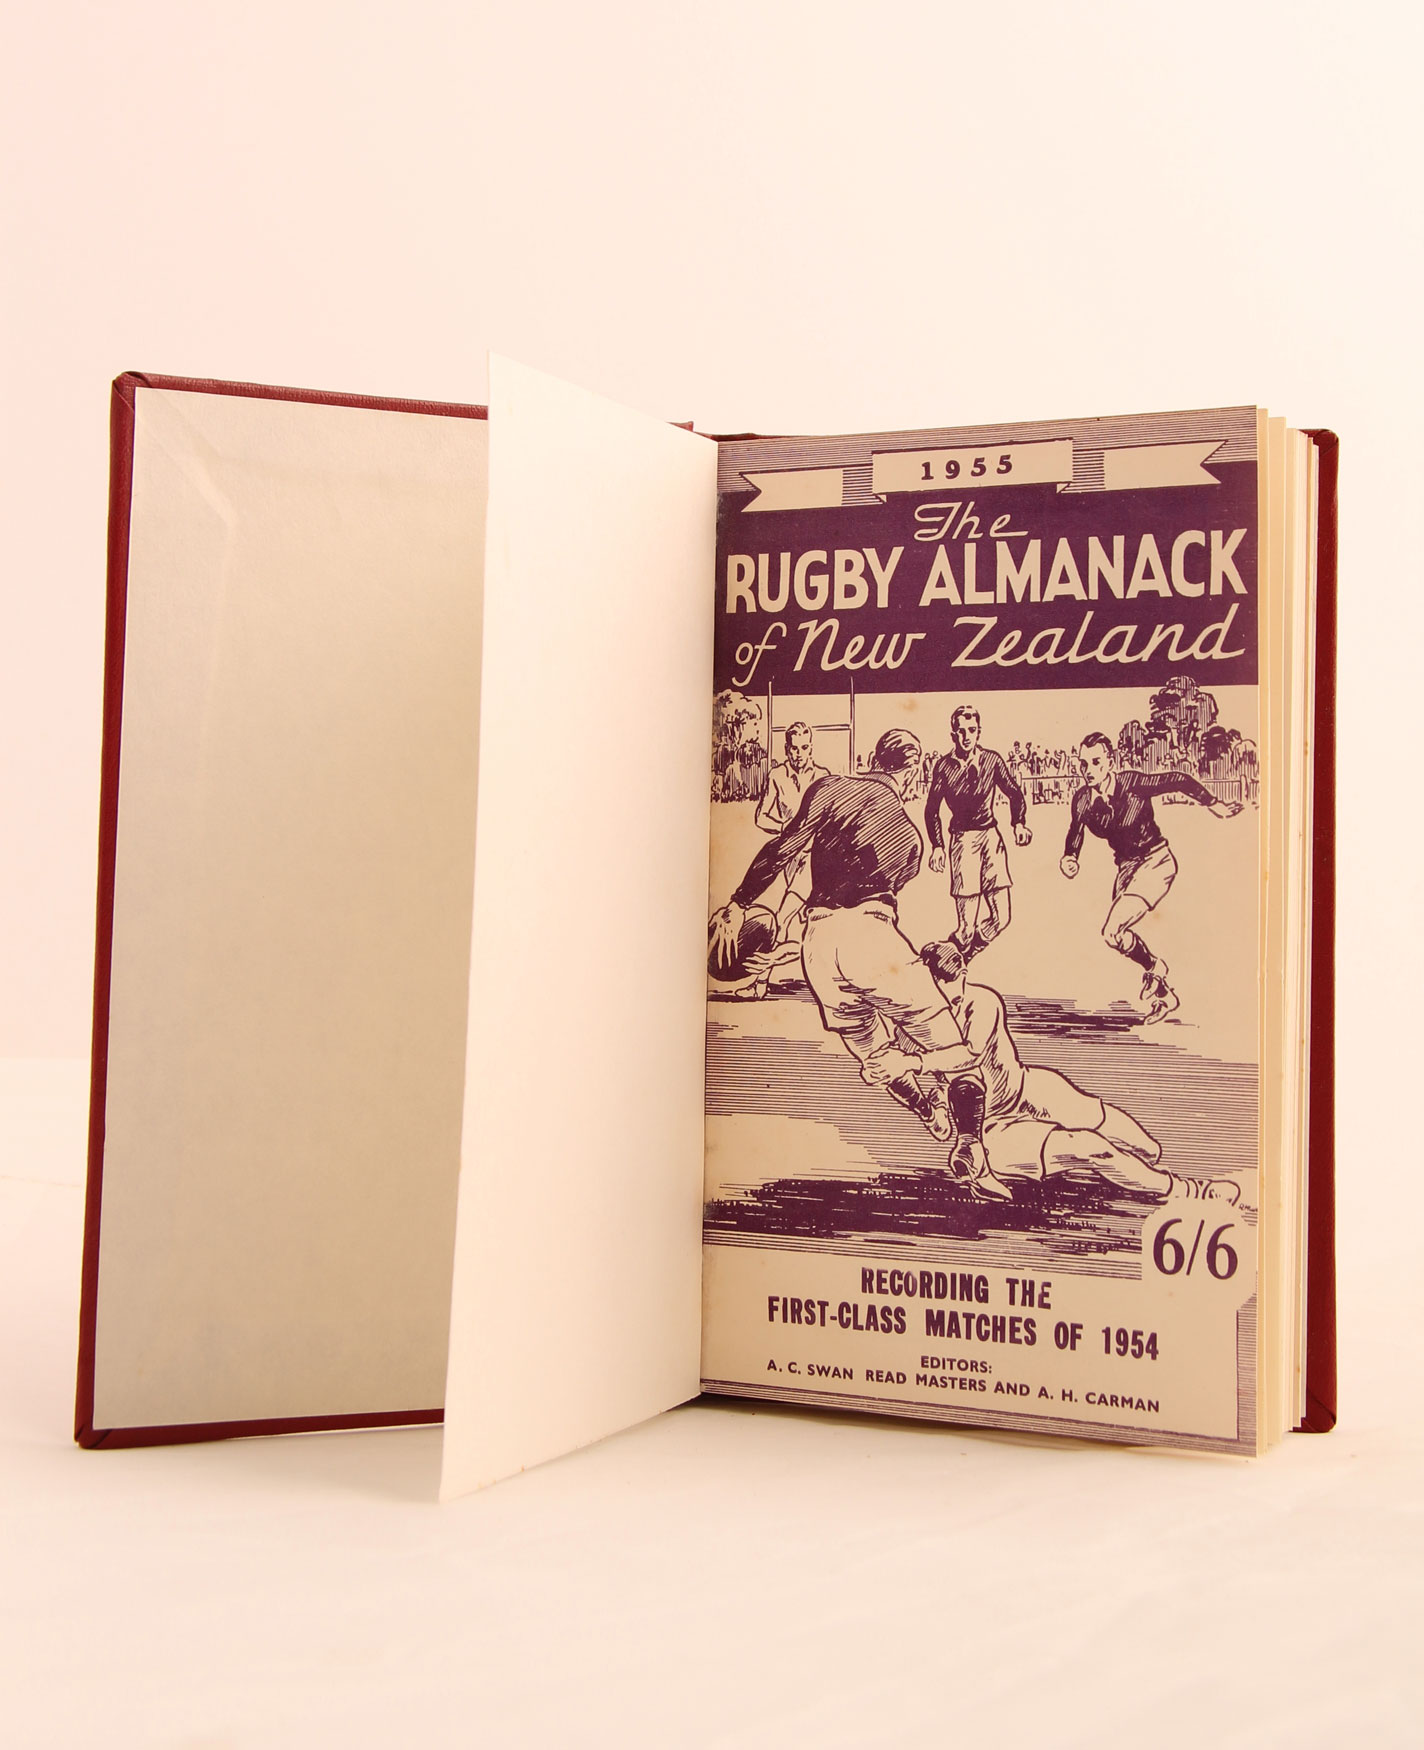 1955
The
RUGBY ALMANACK
of New Zealand
6/6
RECORDING THE
FIRST-CLASS MATCHES OF 1954
EDITORS:
A. C. SWAN READ MASTERS AND A. H. CARMAN